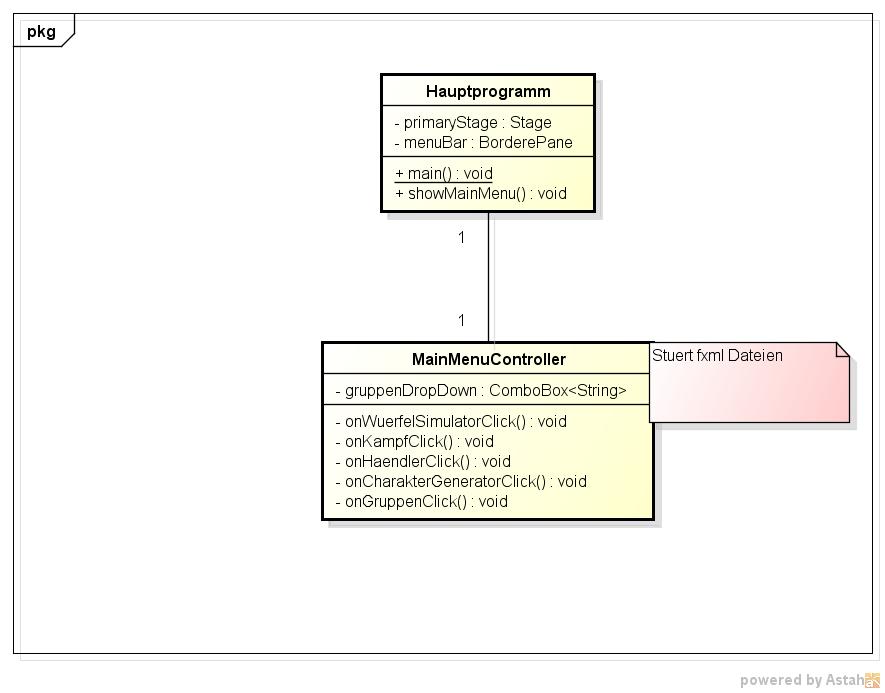 pkg
Hauptprogramm
- primaryStage : Stage
- menuBar : BorderePane
+ main() : void
+ showMainMenu() : void
1
1
MainMenuController
Stuert fxml Dateien
- gruppenDropDown : ComboBox<String>
- onWuerfelSimulatorClick() : void
- onKampfClick() : void
- onHaendlerClick() : void
- onCharakterGeneratorClick() : void
- onGruppenClick() : void
powered by Astah